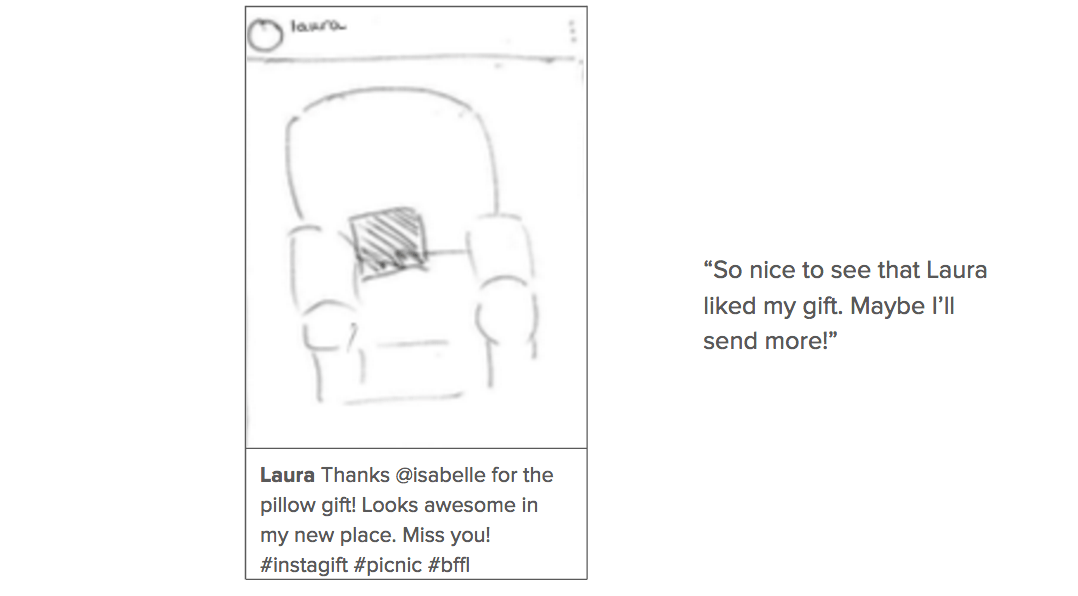 laura
Laura Thanks @isabelle for the
pillow gift! Looks awesome in
my new place. Miss you!
#instagift #picnic #bffl
“So nice to see that Laura
liked my gift. Maybe I’ll
send more!”